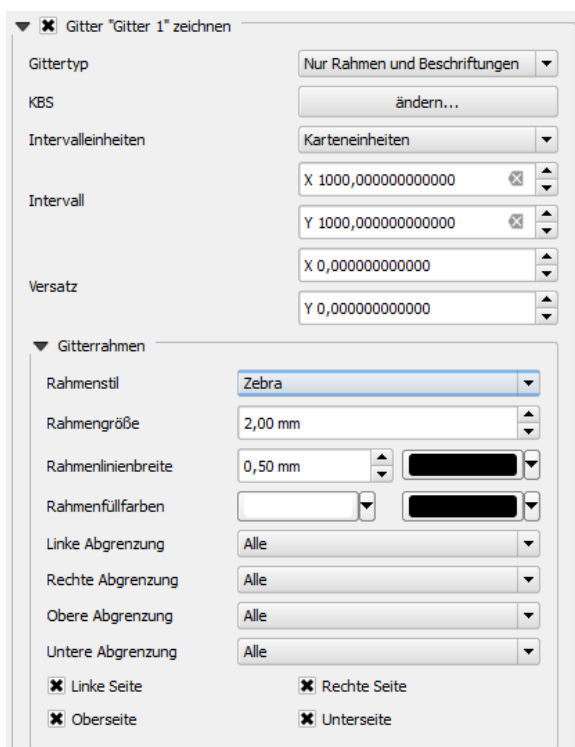 Gitter "Gitter 1" zeichnen
Gittertyp Nur Rahmen und Beschriftungen
KBS ändern...
Intervalleinheiten Karteneinheiten
Intervall
X 1000,000000000000
Y 1000,000000000000
Versatz
X 0,000000000000
Y 0,000000000000
Gitterrahmen
Rahmenstil Zebra
Rahmengröße 2,00 mm
Rahmenlinienbreite 0,50 mm
Rahmenfüllfarben
Linke Abgrenzung Alle
Rechte Abgrenzung Alle
Obere Abgrenzung Alle
Untere Abgrenzung Alle
Linke Seite Rechte Seite
Oberseite Unterseite